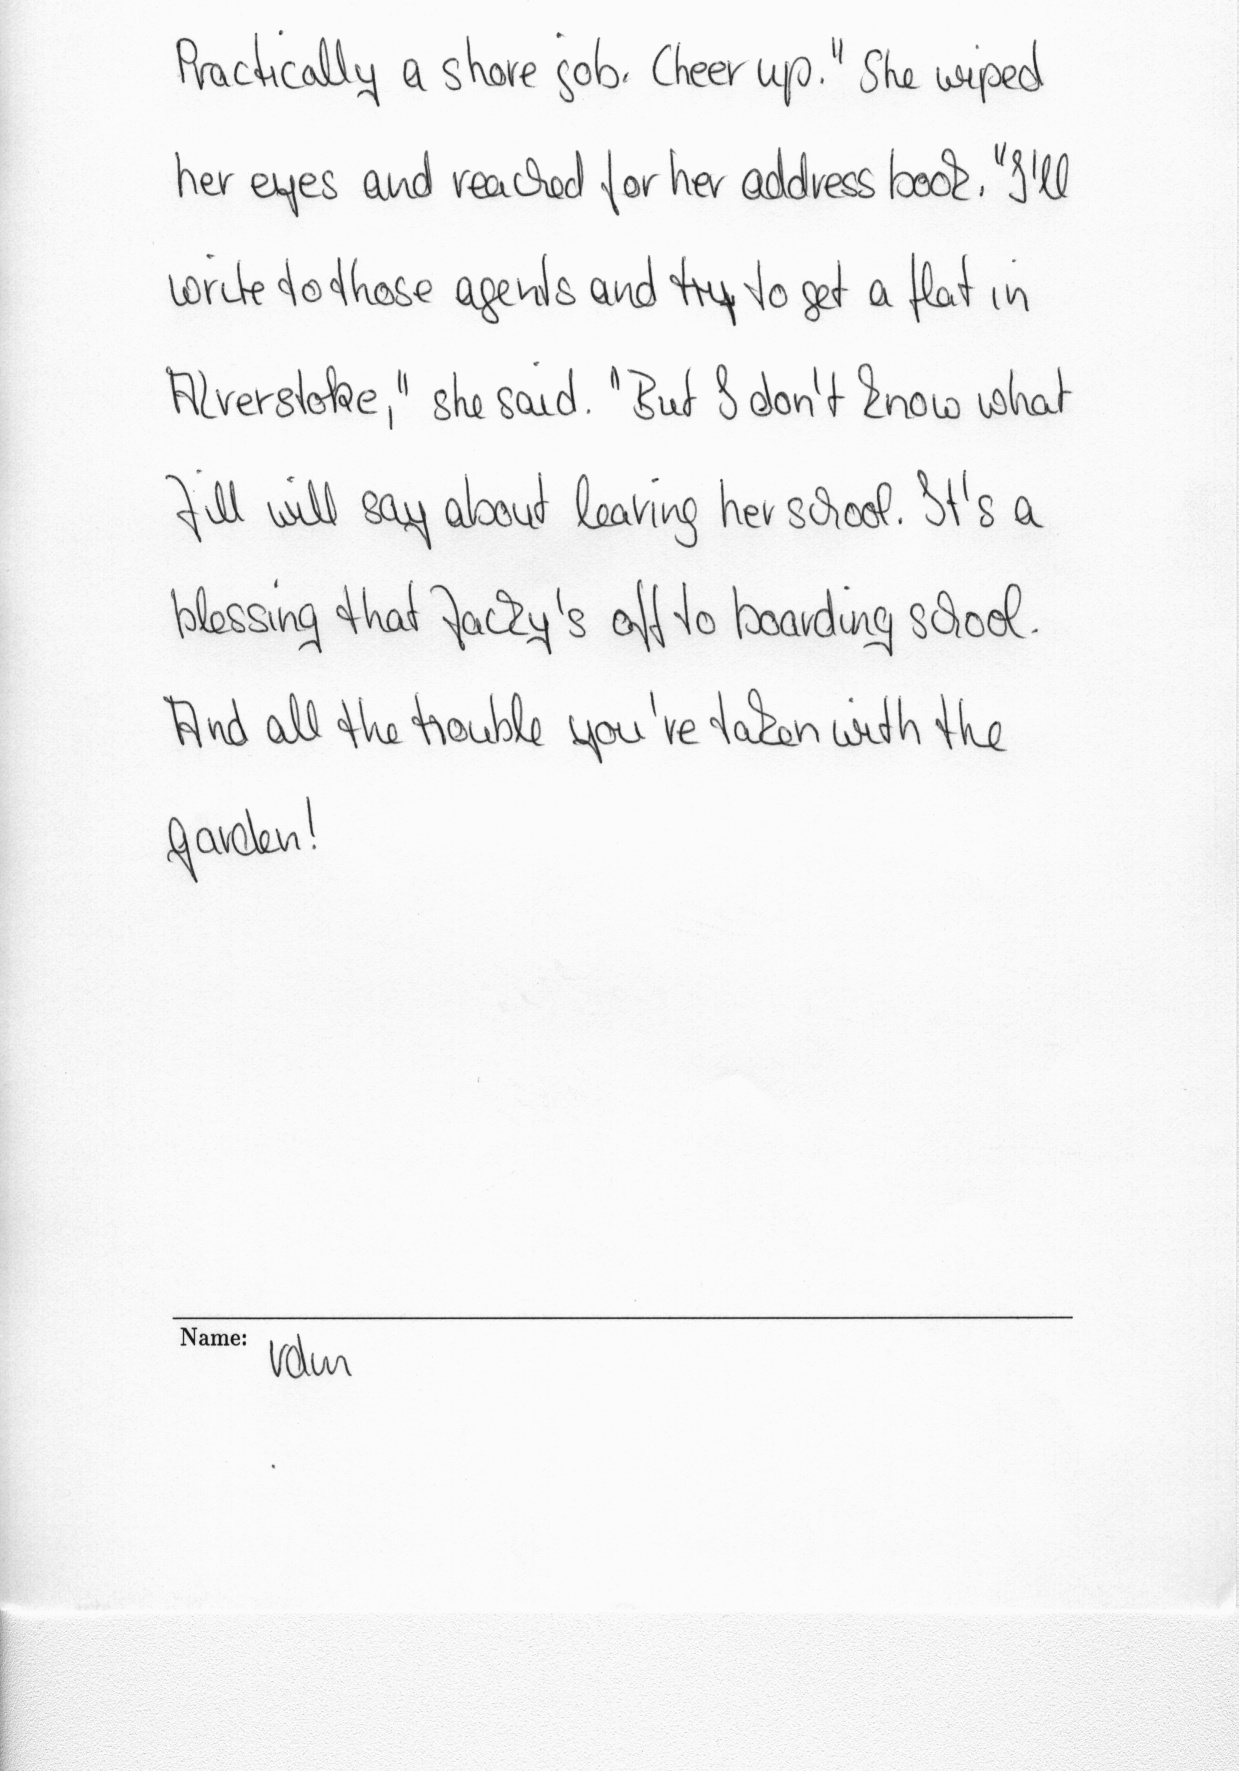 Practically a shore job. Cheer up." She wiped
her eyes and reached for her address book. "I'll
write to those agents and try to get a flat in
Alverstoke," she said. "But I don't know what
Jill will say about leaving her school. It's a
blessing that Jacky's off to boarding school.
And all the trouble you've taken with the
garden!
Name: